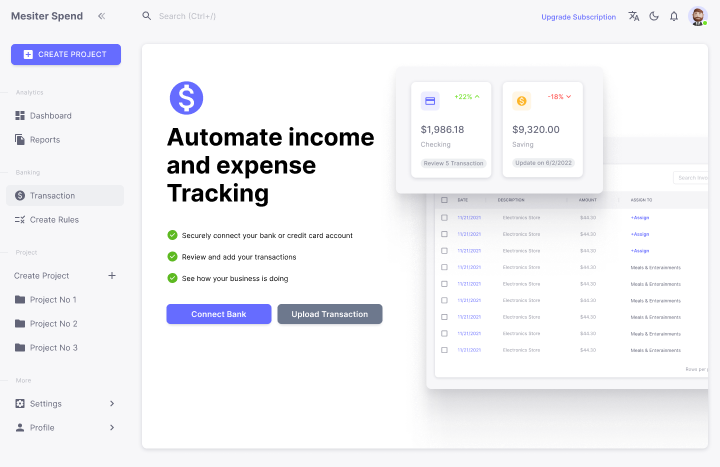 Mesiter Spend
Search (Ctrl+/)
Upgrade Subscription
CREATE PROJECT
Analytics
Dashboard
Reports
Banking
Transaction
Create Rules
Project
Create Project
Project No 1
Project No 2
Project No 3
More
Settings
Profile
Automate income
and expense
Tracking
Securely connect your bank or credit card account
Review and add your transactions
See how your business is doing
Connect Bank
Upload Transaction
+22%
$1,986.18
Checking
Review 5 Transaction
-18%
$9,320.00
Saving
Update on 6/2/2022
DATE DESCRIPTION AMOUNT ASSIGN TO
11/21/2021 Electronics Store $44.30 +Assign
11/21/2021 Electronics Store $44.30 +Assign
11/21/2021 Electronics Store $44.30 +Assign
11/21/2021 Electronics Store $44.30 Meals & Entertainments
11/21/2021 Electronics Store $44.30 Meals & Entertainments
11/21/2021 Electronics Store $44.30 Meals & Entertainments
11/21/2021 Electronics Store $44.30 Meals & Entertainments
11/21/2021 Electronics Store $44.30 Meals & Entertainments
11/21/2021 Electronics Store $44.30 Meals & Entertainments
Rows per